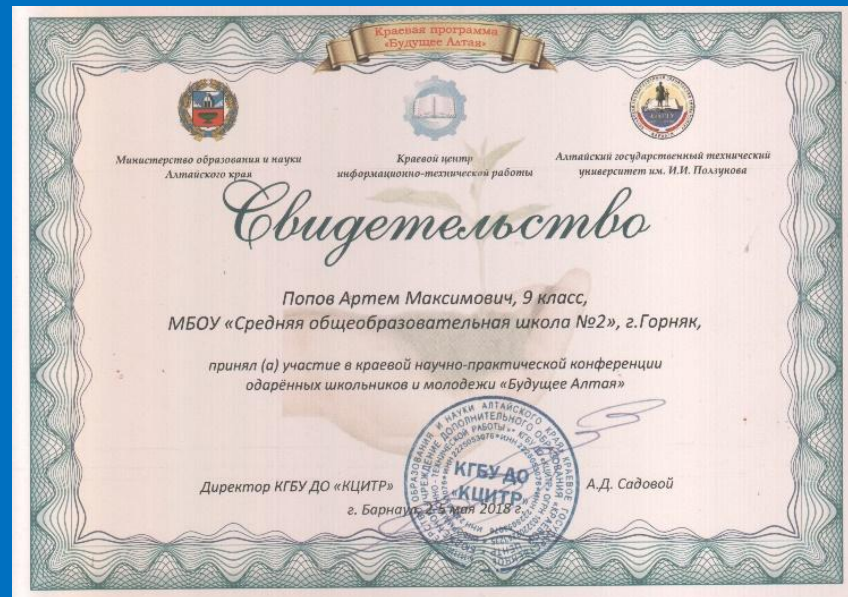 Краевая программа
«Будущее Алтая»
Министерство образования и науки
Алтайского края
Краевой центр
информационно-технической работы
Алтайский государственный технический
университет им. И.И. Ползунова
Свидетельство
Попов Артем Максимович, 9 класс,
МБОУ «Средняя общеобразовательная школа №2», г.Горняк,
принял (а) участие в краевой научно-практической конференции
одарённых школьников и молодежи «Будущее Алтая»
Директор КГБУ ДО «КЦИТР»
А.Д. Садовой
г. Барнаул, 2-5 мая 2018 г.
КГБУ ДО
«КЦИТР»